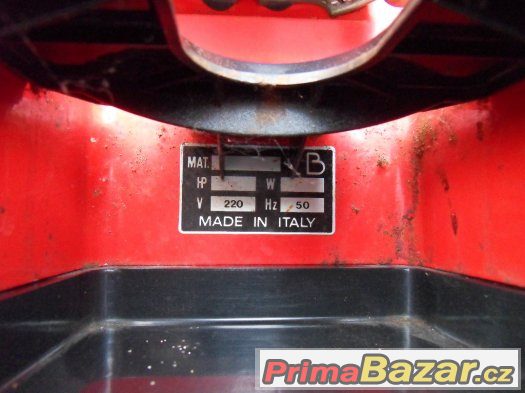 MAT. B
HP W
V 220 Hz 50
MADE IN ITALY
PrimaBazar.cz